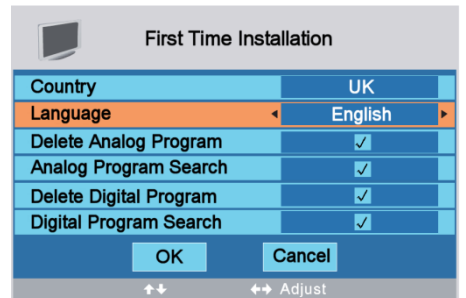 First Time Installation
Country UK
Language English
Delete Analog Program
Analog Program Search
Delete Digital Program
Digital Program Search
OK Cancel
Adjust